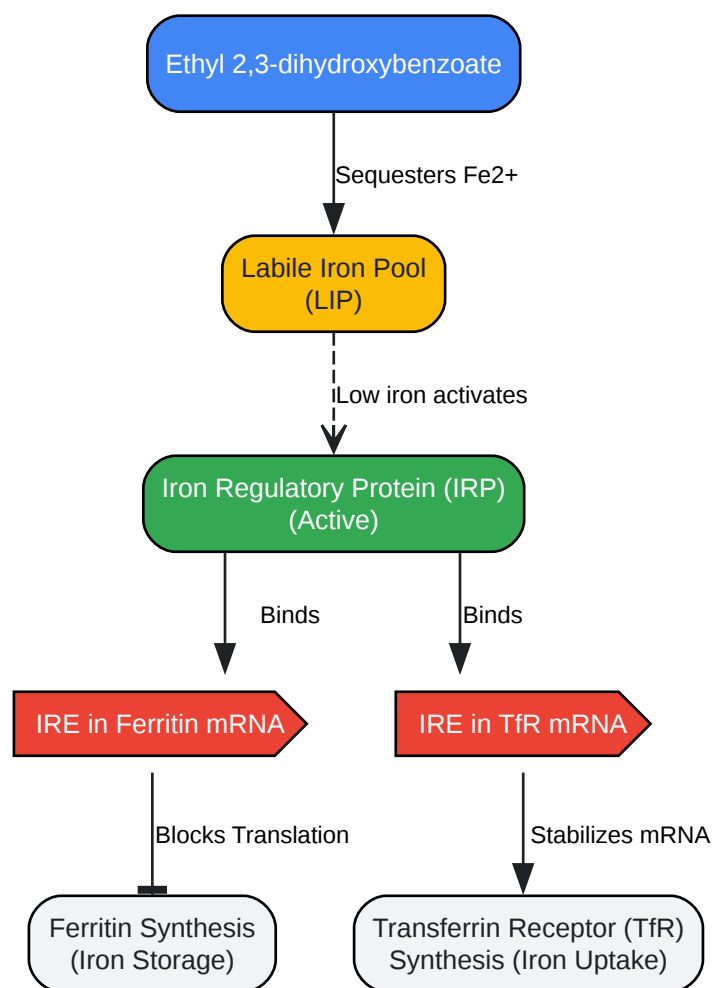 Ethyl 2,3-dihydroxybenzoate
Sequesters Fe2+
Labile Iron Pool
(LIP)
Low iron activates
Iron Regulatory Protein (IRP)
(Active)
Binds
Binds
IRE in Ferritin mRNA
IRE in TfR mRNA
Blocks Translation
Stabilizes mRNA
Ferritin Synthesis
(Iron Storage)
Transferrin Receptor (TfR)
Synthesis (Iron Uptake)